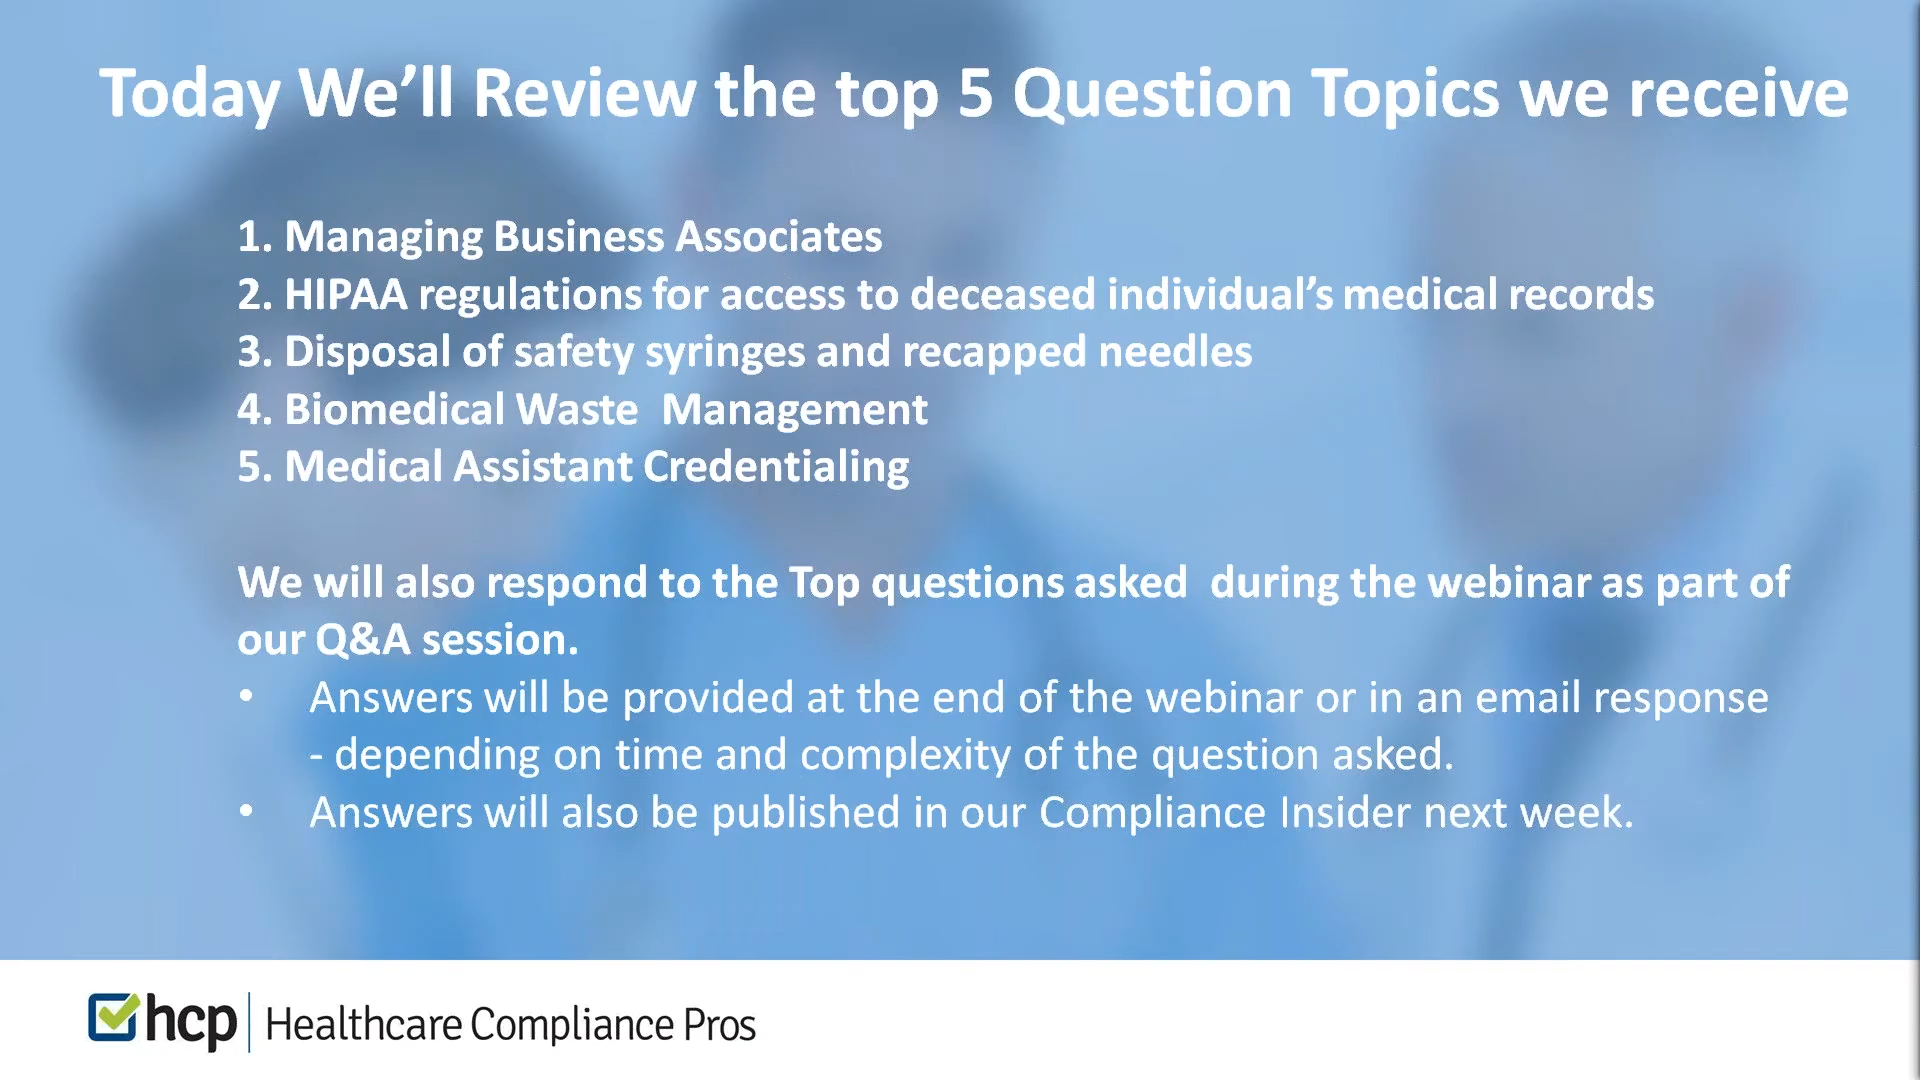 Today We’ll Review the top 5 Question Topics we receive
1. Managing Business Associates
2. HIPAA regulations for access to deceased individual’s medical records
3. Disposal of safety syringes and recapped needles
4. Biomedical Waste  Management
5. Medical Assistant Credentialing
We will also respond to the Top questions asked  during the webinar as part of
our Q&A session.
• Answers will be provided at the end of the webinar or in an email response
- depending on time and complexity of the question asked.
• Answers will also be published in our Compliance Insider next week.
hcp | Healthcare Compliance Pros